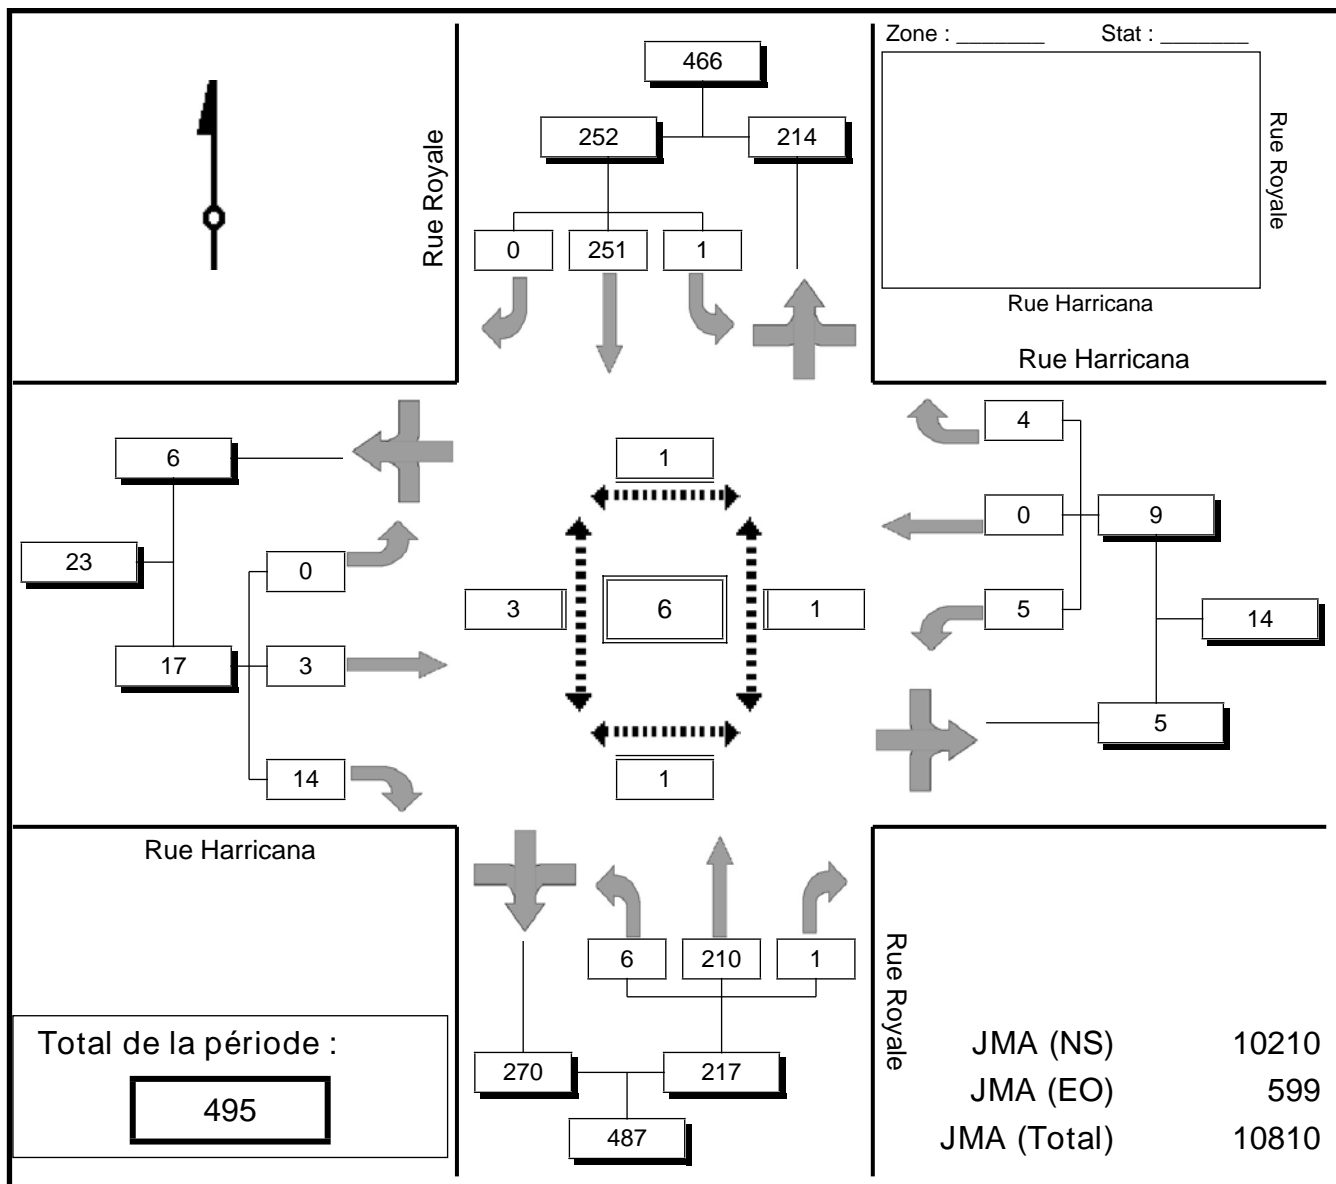 Zone : _______ Stat : _______
Rue Royale
Rue Harricana
Rue Royale
466
252 214
0 251 1
Rue Harricana
6
23
17
0
3
14
1
3 6 1
1
4
0
5
9
14
5
Rue Harricana
6 210 1
270 217
487
Total de la période :
495
Rue Royale
JMA (NS) 10210
JMA (EO) 599
JMA (Total) 10810